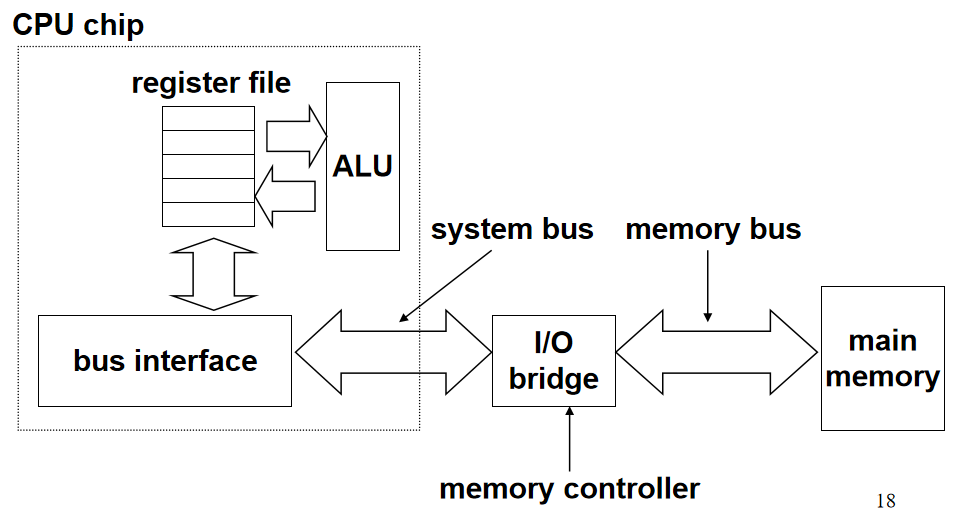 CPU chip
register file
ALU
system bus
memory bus
bus interface
I/O
bridge
main
memory
memory controller
18